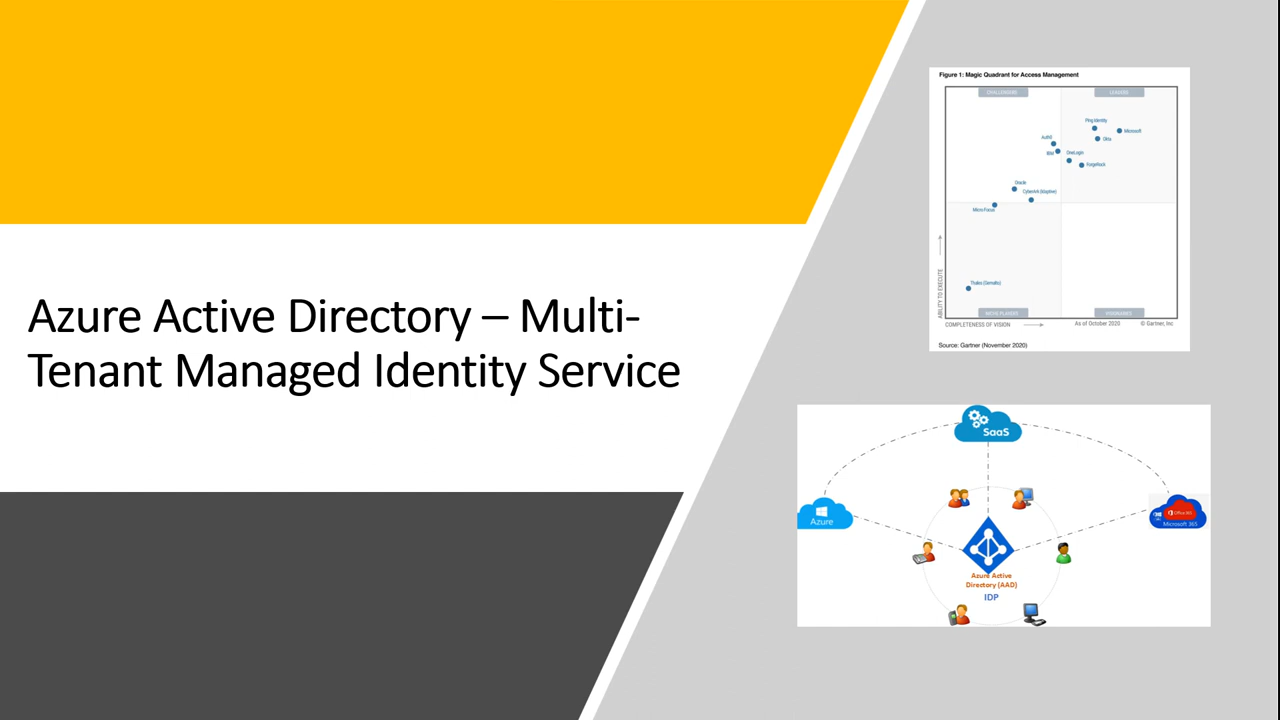 Azure Active Directory – Multi-
Tenant Managed Identity Service
Figure 1: Magic Quadrant for Access Management
CHALLENGERS
LEADERS
Ping Identity
Microsoft
Okta
Auth0
IBM
OneLogin
ForgeRock
Oracle
CyberArk (Idaptive)
Micro Focus
Thales (Gemalto)
ABILITY TO EXECUTE
NICHE PLAYERS
VISIONARIES
COMPLETENESS OF VISION
As of October 2020
© Gartner, Inc
Source: Gartner (November 2020)
SaaS
Azure
Office 365
Microsoft 365
Azure Active
Directory (AAD)
IDP